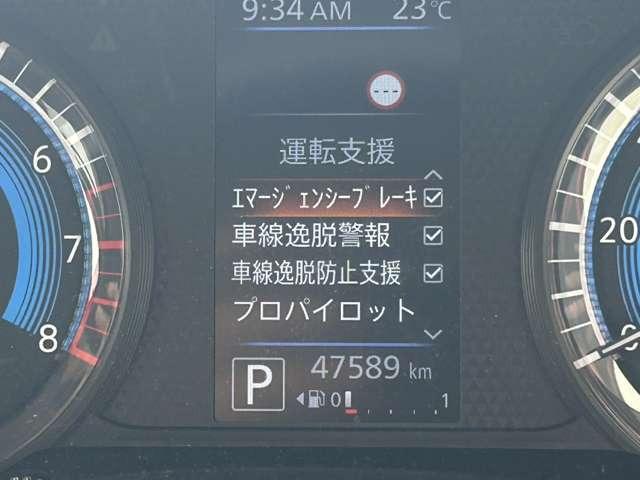 9:34 AM 23℃
---
運転支援
エマージェンシーブレーキ
車線逸脱警報
車線逸脱防止支援
プロパイロット
P 47589 km
0 1
6
7
8
20
0